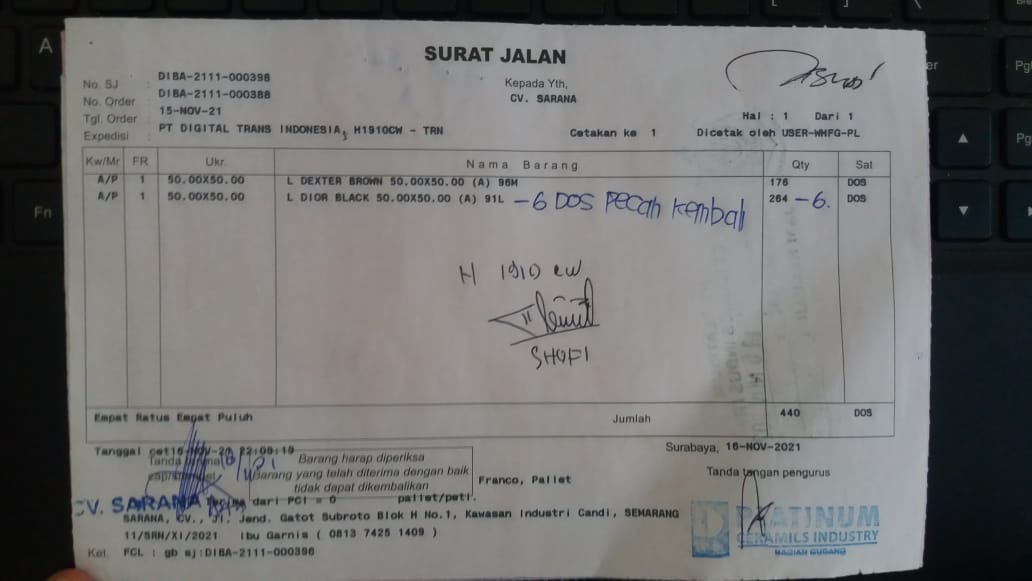 SURAT JALAN
No. SJ : DIBA-2111-000396
No. Order : DIBA-2111-000388
Tgl. Order : 15-NOV-21
Expedisi : PT DIGITAL TRANS INDONESIA, H1910CW - TRN
Kepada Yth,
CV. SARANA
Hal : 1 Dari 1
Cetakan ke 1 Dicetak oleh USER-WHFG-PL
Kw/Mr FR Ukr. Nama Barang Qty Sat
A/P 1 50.00X50.00 L DEXTER BROWN 50.00X50.00 (A) 96M 176 DOS
A/P 1 50.00X50.00 L DIOR BLACK 50.00X50.00 (A) 91L -6 DOS Pecah Kembali 264 -6. DOS
H 1910 CW
SHOFI
Empat Ratus Empat Puluh Jumlah 440 DOS
Tanggal cet16-NOV-21 22:09:19
Surabaya, 16-NOV-2021
Tanda terima
Barang harap diperiksa
Barang yang telah diterima dengan baik
tidak dapat dikembalikan
Franco, Pallet
Tanda tangan pengurus
CV. SARANA
dari PCI = 0 pallet/peti.
SARANA, CV., Jl. Jend. Gatot Subroto Blok H No.1, Kawasan Industri Candi, SEMARANG
11/SRN/XI/2021 Ibu Garnis ( 0813 7425 1409 )
Ket. FCL : gb sj:DIBA-2111-000396
PLATINUM
CERAMICS INDUSTRY
BAGIAN GUDANG